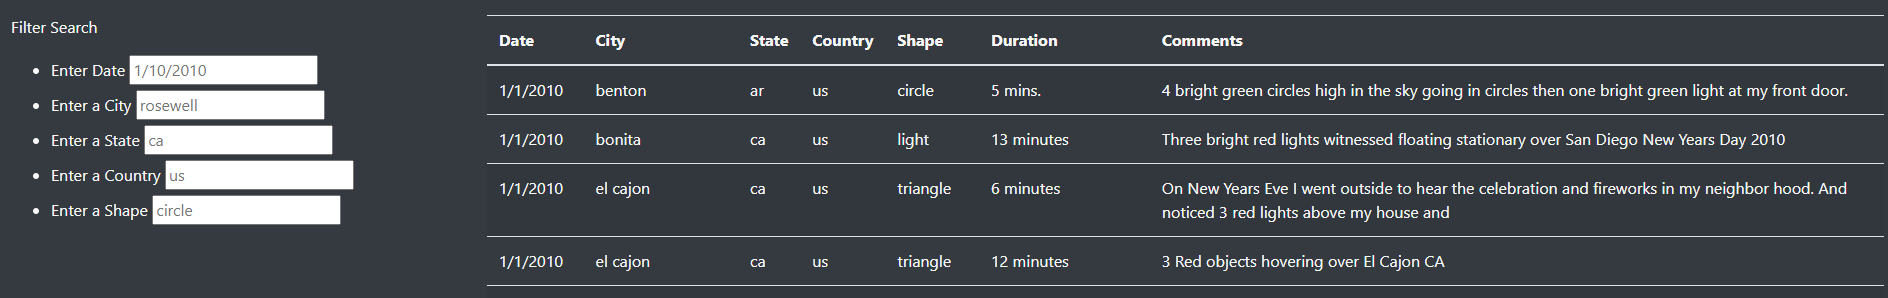 Filter Search
Enter Date 1/10/2010
Enter a City rosewell
Enter a State ca
Enter a Country us
Enter a Shape circle
Date City State Country Shape Duration Comments
1/1/2010 benton ar us circle 5 mins. 4 bright green circles high in the sky going in circles then one bright green light at my front door.
1/1/2010 bonita ca us light 13 minutes Three bright red lights witnessed floating stationary over San Diego New Years Day 2010
1/1/2010 el cajon ca us triangle 6 minutes On New Years Eve I went outside to hear the celebration and fireworks in my neighbor hood. And
noticed 3 red lights above my house and
1/1/2010 el cajon ca us triangle 12 minutes 3 Red objects hovering over El Cajon CA